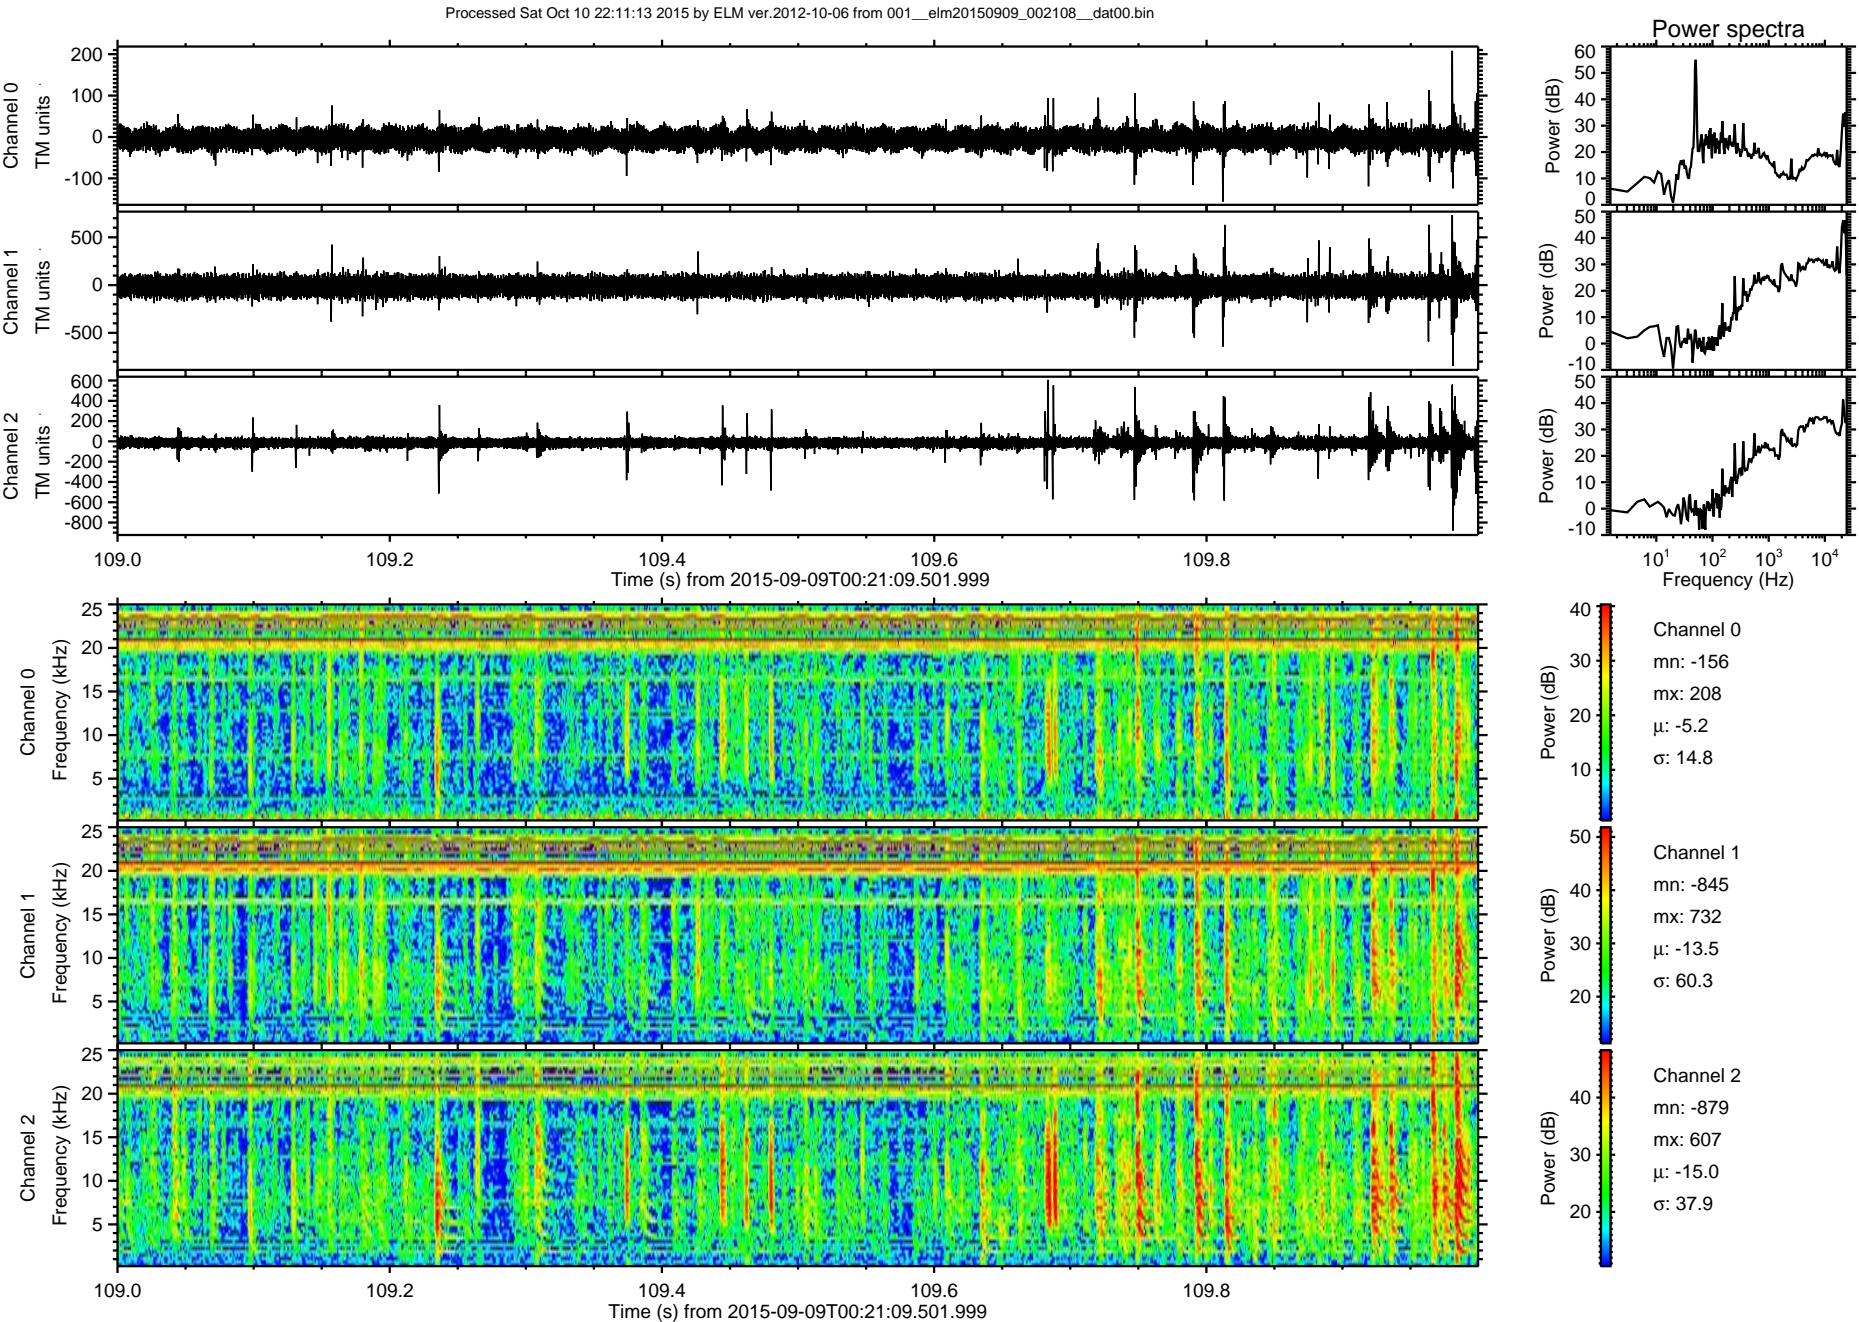 Processed Sat Oct 10 22:11:13 2015 by ELM ver.2012-10-06 from 001__elm20150909_002108__dat00.bin
Power spectra
Channel 0
TM units
200
100
0
-100
Power (dB)
60
50
40
30
20
10
0
Channel 1
TM units
500
0
-500
Power (dB)
50
40
30
20
10
0
-10
Channel 2
TM units
600
400
200
0
-200
-400
-600
-800
Power (dB)
50
40
30
20
10
0
-10
109.0 109.2 109.4 109.6 109.8
Time (s) from 2015-09-09T00:21:09.501.999
10^1 10^2 10^3 10^4
Frequency (Hz)
Channel 0
Frequency (kHz)
25
20
15
10
5
Power (dB)
40
30
20
10
Channel 0
mn: -156
mx: 208
μ: -5.2
σ: 14.8
Channel 1
Frequency (kHz)
25
20
15
10
5
Power (dB)
50
40
30
20
Channel 1
mn: -845
mx: 732
μ: -13.5
σ: 60.3
Channel 2
Frequency (kHz)
25
20
15
10
5
Power (dB)
40
30
20
Channel 2
mn: -879
mx: 607
μ: -15.0
σ: 37.9
109.0 109.2 109.4 109.6 109.8
Time (s) from 2015-09-09T00:21:09.501.999